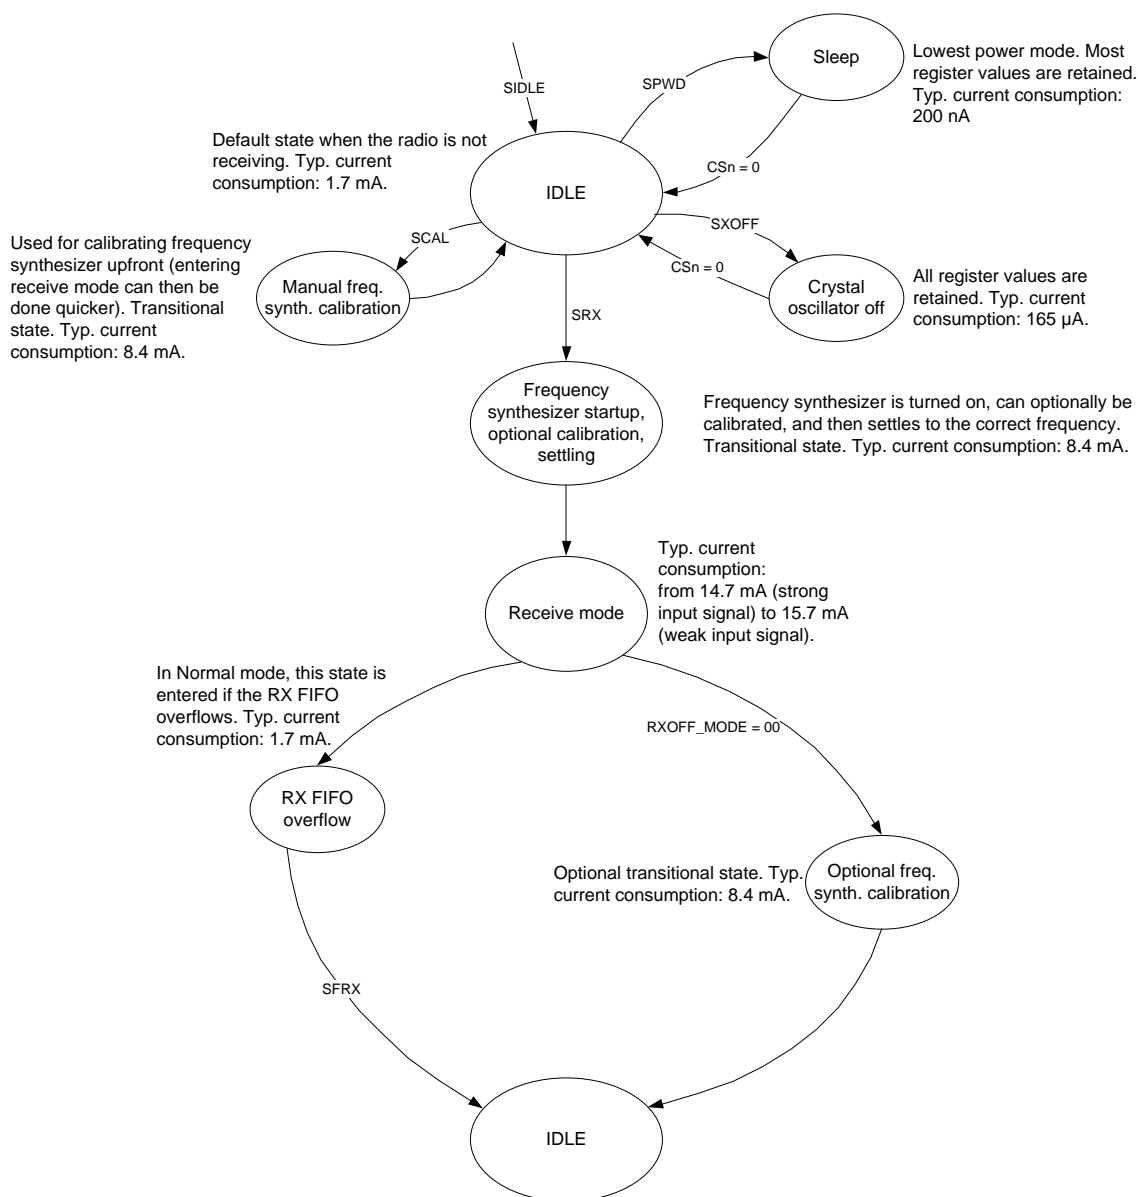 Sleep
Lowest power mode. Most
register values are retained.
Typ. current consumption:
200 nA
SIDLE
SPWD
Default state when the radio is not
receiving. Typ. current
consumption: 1.7 mA.
CSn = 0
IDLE
SXOFF
SCAL
Used for calibrating frequency
synthesizer upfront (entering
receive mode can then be
done quicker). Transitional
state. Typ. current
consumption: 8.4 mA.
Manual freq.
synth. calibration
CSn = 0
Crystal
oscillator off
All register values are
retained. Typ. current
consumption: 165 µA.
SRX
Frequency
synthesizer startup,
optional calibration,
settling
Frequency synthesizer is turned on, can optionally be
calibrated, and then settles to the correct frequency.
Transitional state. Typ. current consumption: 8.4 mA.
Receive mode
Typ. current
consumption:
from 14.7 mA (strong
input signal) to 15.7 mA
(weak input signal).
In Normal mode, this state is
entered if the RX FIFO
overflows. Typ. current
consumption: 1.7 mA.
RXOFF_MODE = 00
RX FIFO
overflow
Optional transitional state. Typ.
current consumption: 8.4 mA.
Optional freq.
synth. calibration
SFRX
IDLE